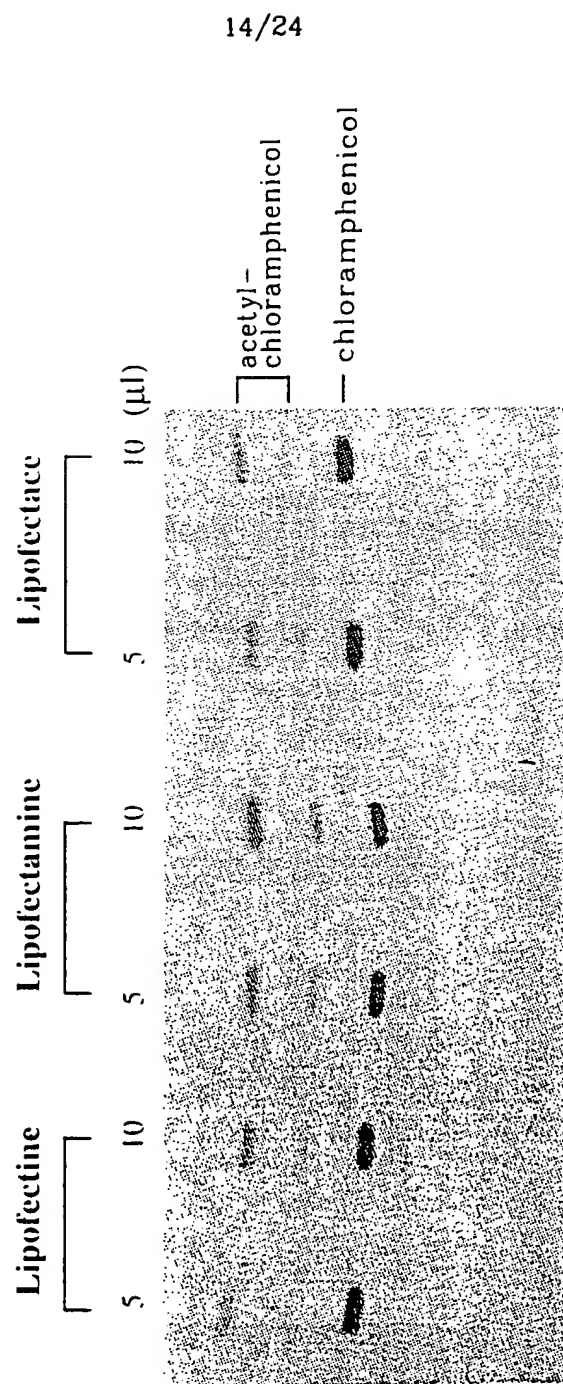 14/24
Lipofectine
Lipofectamine
Lipofectace
5
10
5
10
5
10 (μl)
acetyl-
chloramphenicol
chloramphenicol